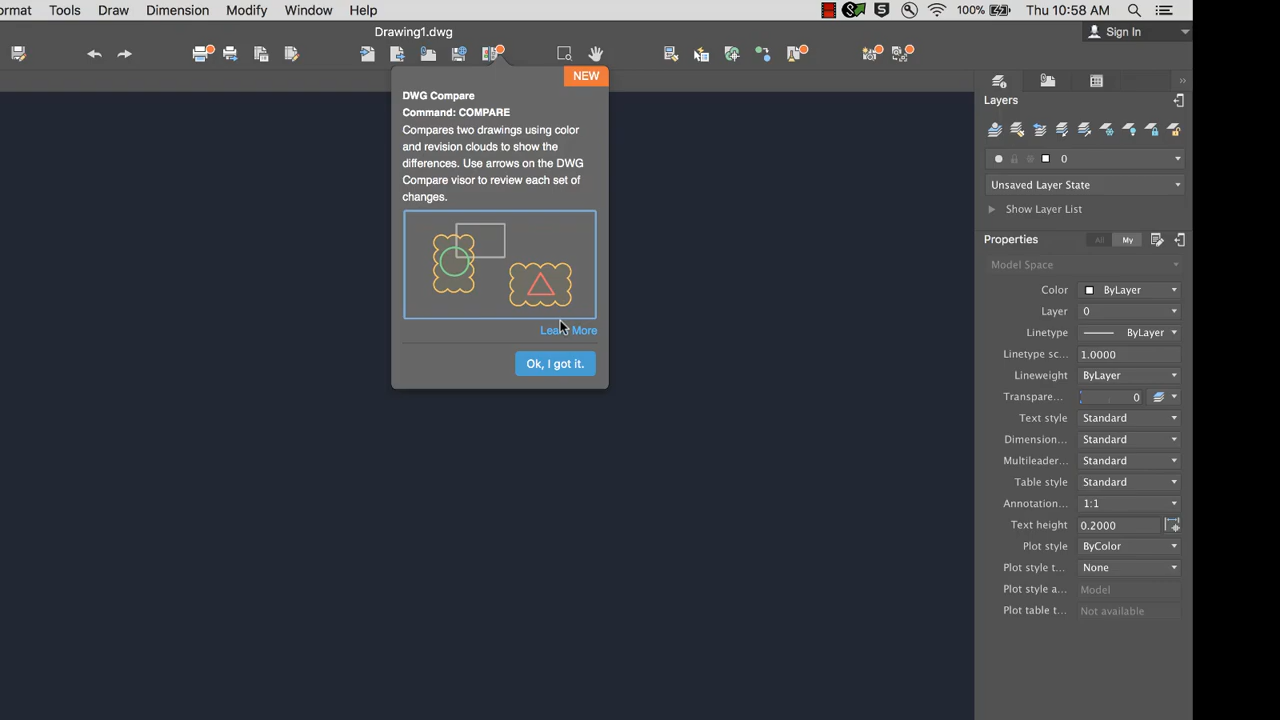 ormat Tools Draw Dimension Modify Window Help 100% Thu 10:58 AM
Drawing1.dwg Sign In
NEW
DWG Compare
Command: COMPARE
Compares two drawings using color
and revision clouds to show the
differences. Use arrows on the DWG
Compare visor to review each set of
changes.
Learn More
Ok, I got it.
Layers
0
Unsaved Layer State
Show Layer List
Properties All My
Model Space
Color ByLayer
Layer 0
Linetype ByLayer
Linetype sc... 1.0000
Lineweight ByLayer
Transpare... 0
Text style Standard
Dimension... Standard
Multileader... Standard
Table style Standard
Annotation... 1:1
Text height 0.2000
Plot style ByColor
Plot style t... None
Plot style a... Model
Plot table t... Not available